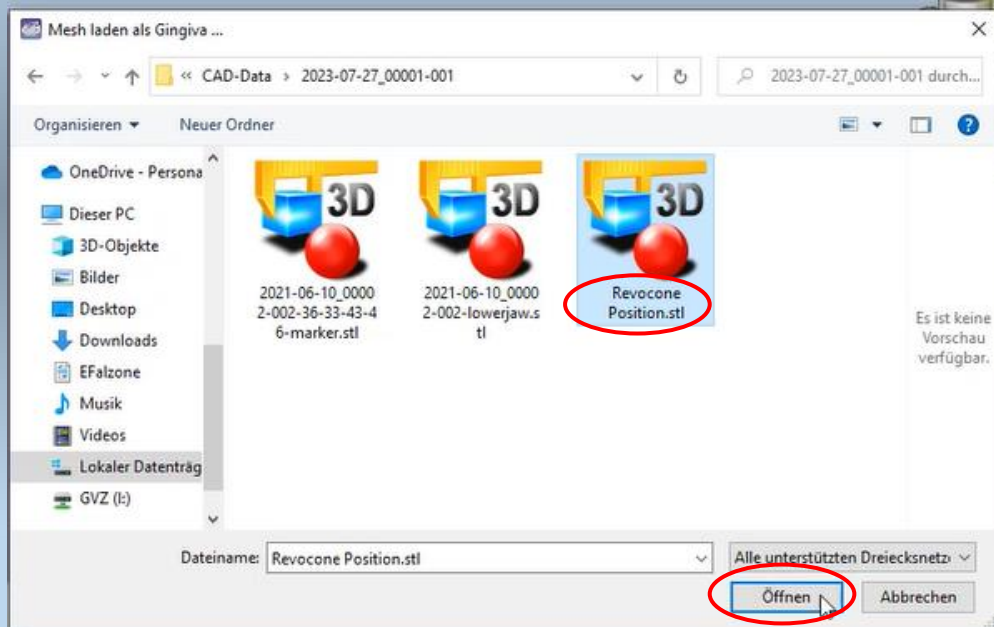 Mesh laden als Gingiva ...
« CAD-Data › 2023-07-27_00001-001
2023-07-27_00001-001 durch...
Organisieren
Neuer Ordner
OneDrive - Persona
Dieser PC
3D-Objekte
Bilder
Desktop
Downloads
EFalzone
Musik
Videos
Lokaler Datenträg
GVZ (I:)
3D
2021-06-10_0000
2-002-36-33-43-4
6-marker.stl
3D
2021-06-10_0000
2-002-lowerjaw.s
tl
3D
Revocone
Position.stl
Es ist keine
Vorschau
verfügbar.
Dateiname:
Revocone Position.stl
Alle unterstützten Dreiecksnetz
Öffnen
Abbrechen